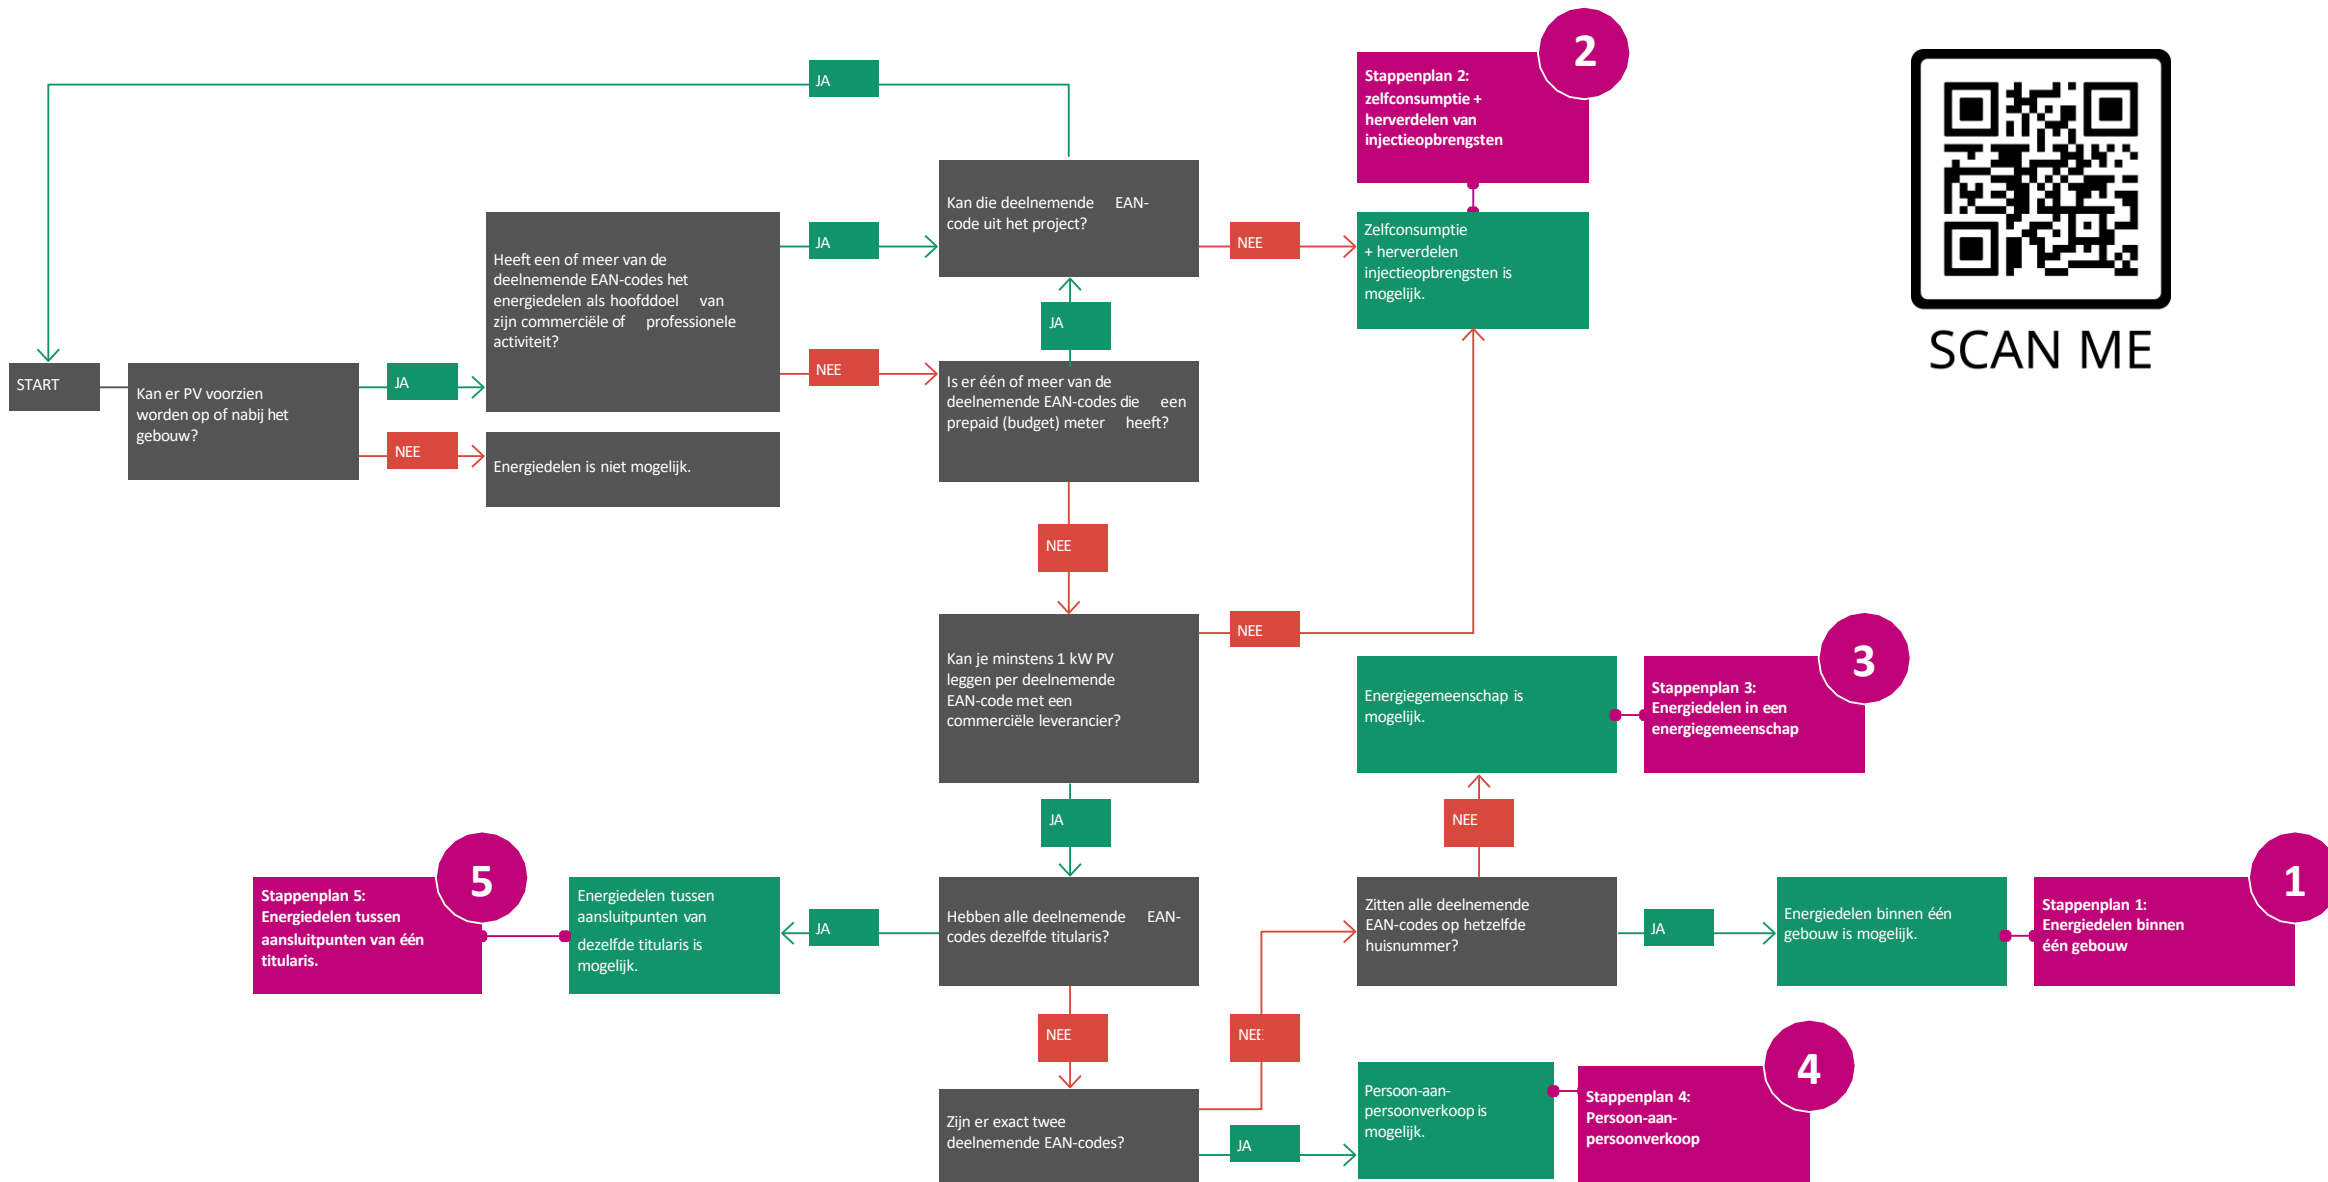 JA
2
Stappenplan 2:
zelfconsumptie +
herverdelen van
injectieopbrengsten
SCAN ME
Kan die deelnemende EAN-
code uit het project?
JA
NEE
Zelfconsumptie
+ herverdelen
injectieopbrengsten is
mogelijk.
Heeft een of meer van de
deelnemende EAN-codes het
energiedelen als hoofddoel van
zijn commerciële of professionele
activiteit?
JA
NEE
START
Kan er PV voorzien
worden op of nabij het
gebouw?
JA
NEE
Energiedelen is niet mogelijk.
Is er één of meer van de
deelnemende EAN-codes die een
prepaid (budget) meter heeft?
NEE
Kan je minstens 1 kW PV
leggen per deelnemende
EAN-code met een
commerciële leverancier?
NEE
JA
Energiegemeenschap is
mogelijk.
3
Stappenplan 3:
Energiedelen in een
energiegemeenschap
NEE
5
Stappenplan 5:
Energiedelen tussen
aansluitpunten van één
titularis.
Energiedelen tussen
aansluitpunten van
dezelfde titularis is
mogelijk.
JA
Hebben alle deelnemende EAN-
codes dezelfde titularis?
Zitten alle deelnemende
EAN-codes op hetzelfde
huisnummer?
JA
Energiedelen binnen één
gebouw is mogelijk.
1
Stappenplan 1:
Energiedelen binnen
één gebouw
NEE
NEE
Zijn er exact twee
deelnemende EAN-codes?
JA
Persoon-aan-
persoonverkoop is
mogelijk.
4
Stappenplan 4:
Persoon-aan-
persoonverkoop